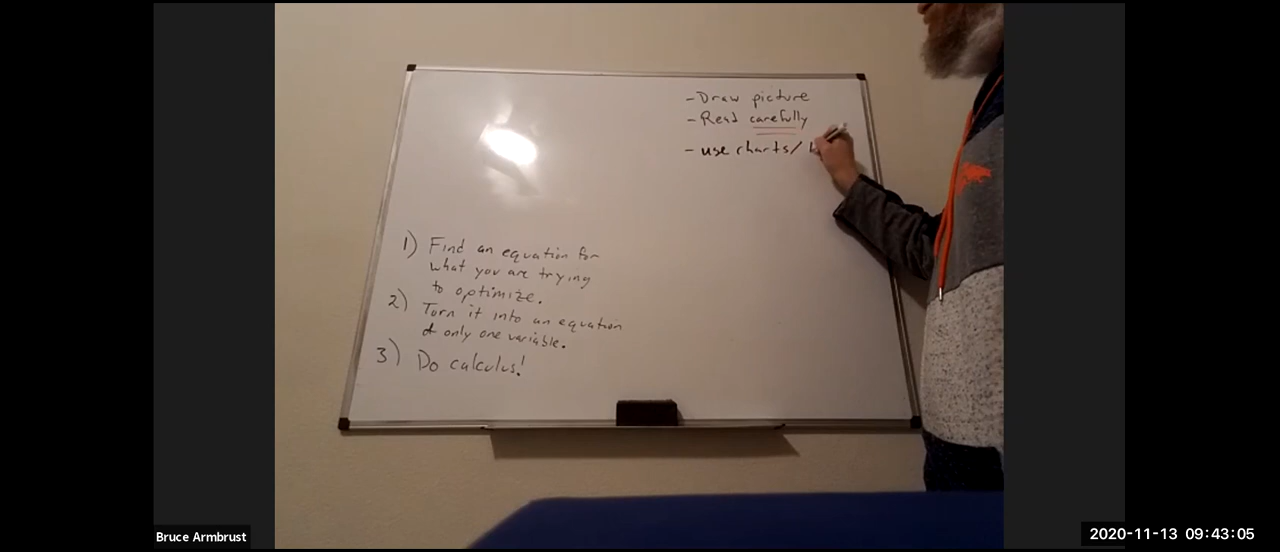 - Draw picture
- Read carefully
- use charts/
1) Find an equation for
what you are trying
to optimize.
2) Turn it into an equation
of only one variable.
3) Do calculus!
Bruce Armbrust
2020-11-13 09:43:05